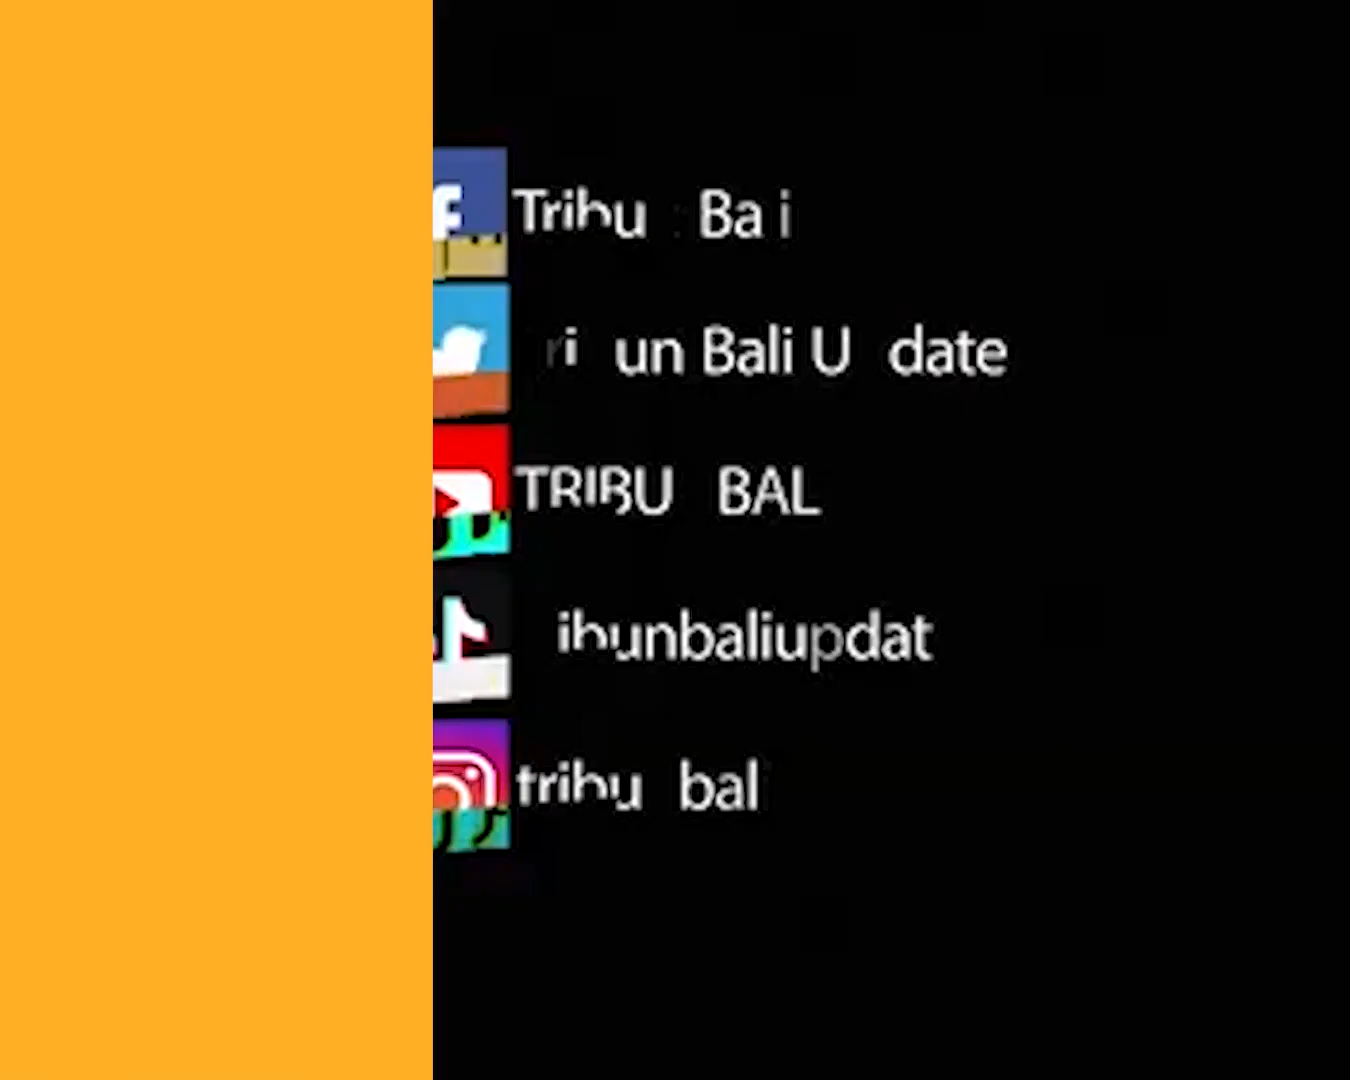 Tribu Ba i
ri un Bali U date
TRIBU BAL
ibunbaliupdat
tribu bal